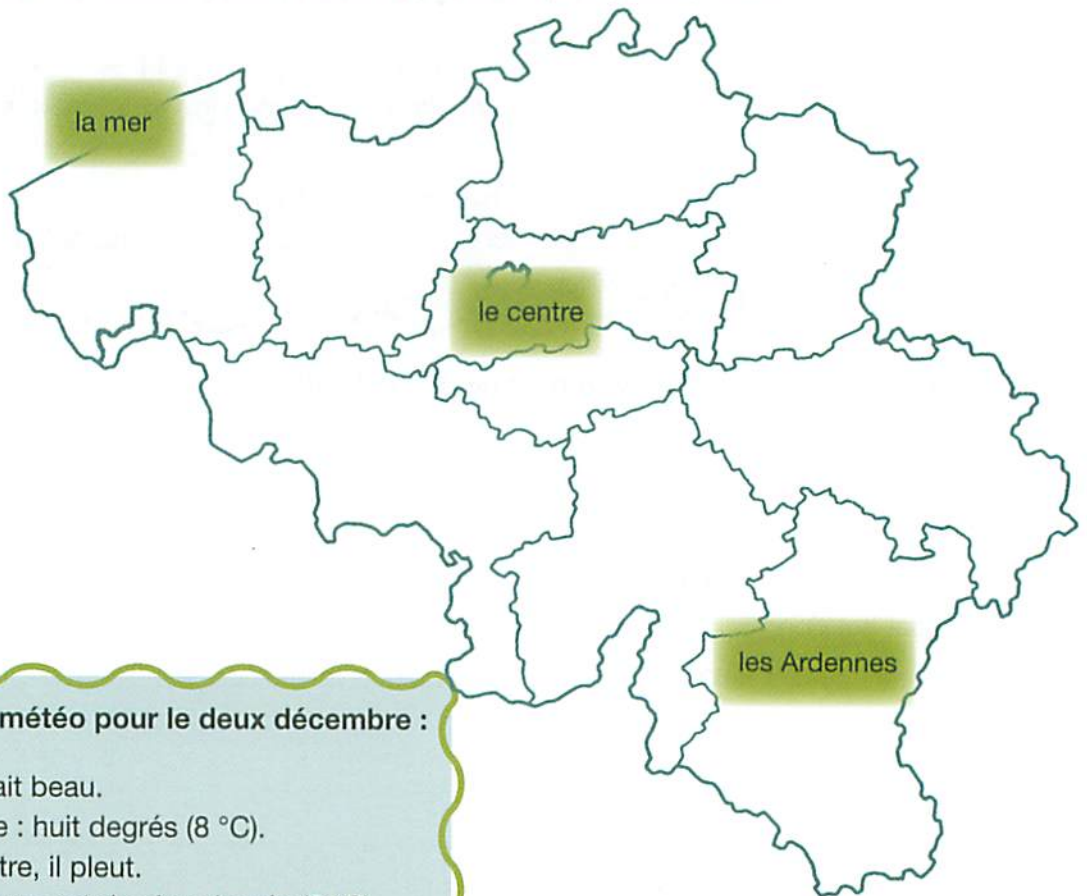 la mer
le centre
les Ardennes
météo pour le deux décembre :
ait beau.
e : huit degrés (8 °C).
tre, il pleut.